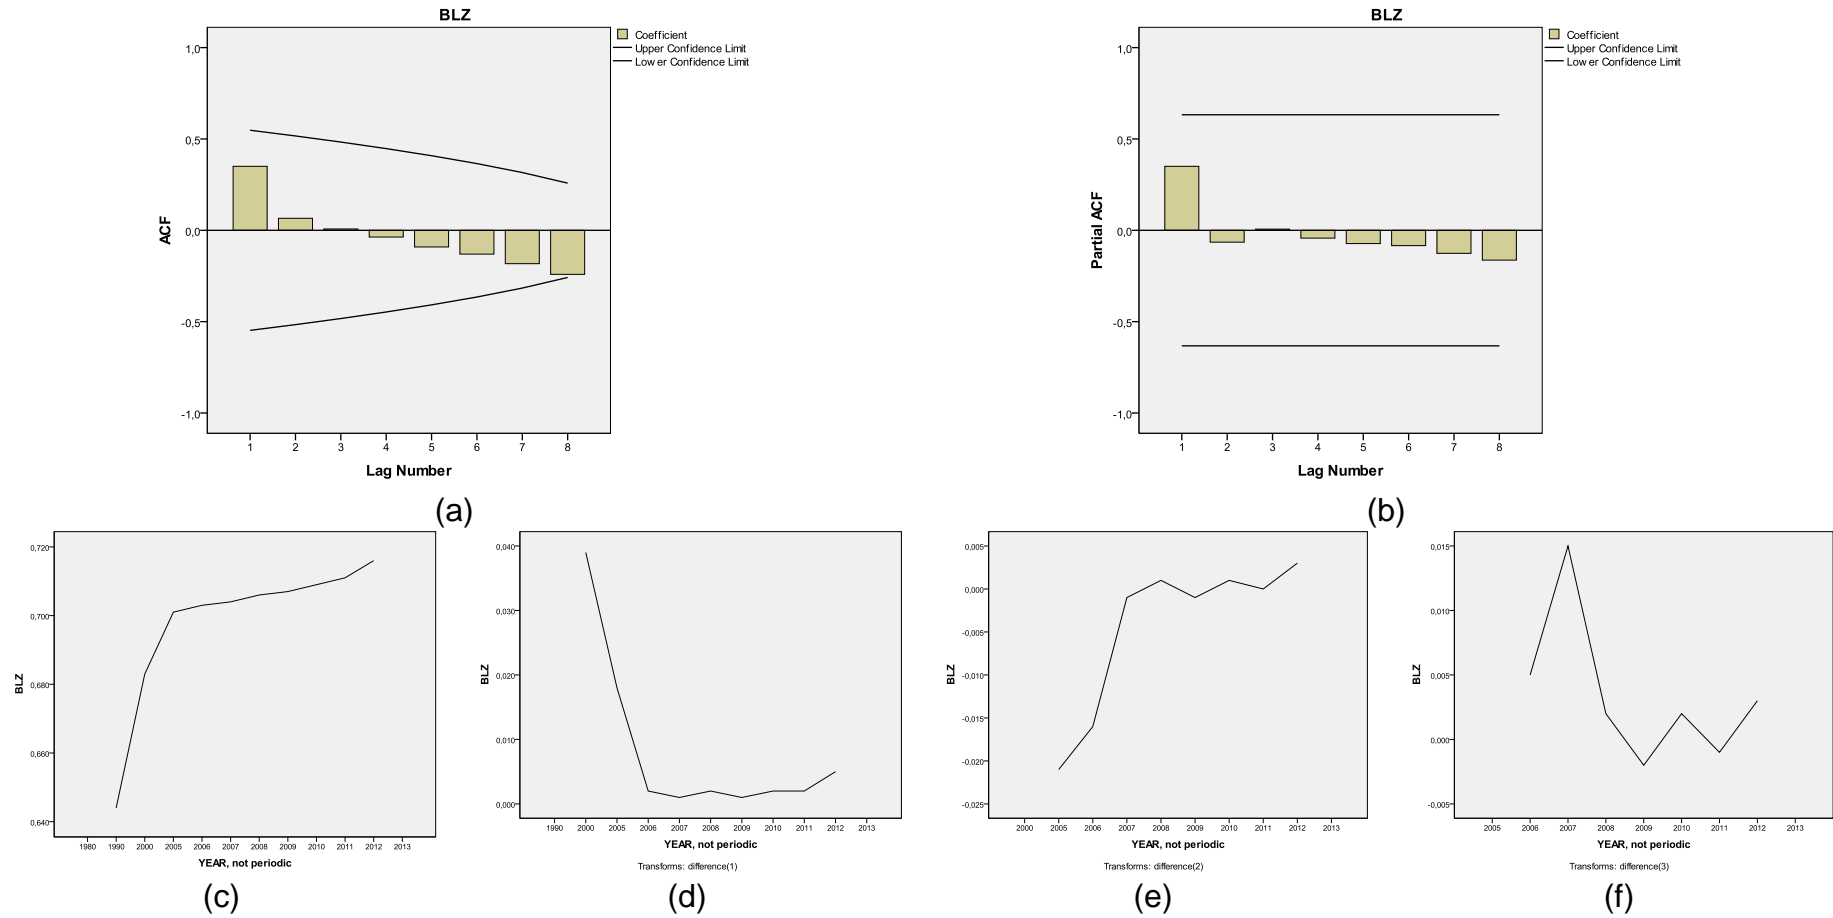 BLZ
Coefficient
Upper Confidence Limit
Lower Confidence Limit
1,0
0,5
0,0
-0,5
-1,0
ACF
1 2 3 4 5 6 7 8
Lag Number
(a)
BLZ
Coefficient
Upper Confidence Limit
Lower Confidence Limit
1,0
0,5
0,0
-0,5
-1,0
Partial ACF
1 2 3 4 5 6 7 8
Lag Number
(b)
0,720
0,700
0,680
0,660
0,640
BLZ
1980 1990 2000 2005 2006 2007 2008 2009 2010 2011 2012 2013
YEAR, not periodic
(c)
0,040
0,030
0,020
0,010
0,000
BLZ
1990 2000 2005 2006 2007 2008 2009 2010 2011 2012 2013
YEAR, not periodic
Transforms: difference(1)
(d)
0,005
0,000
-0,005
-0,010
-0,015
-0,020
-0,025
BLZ
2000 2005 2006 2007 2008 2009 2010 2011 2012 2013
YEAR, not periodic
Transforms: difference(2)
(e)
0,015
0,010
0,005
0,000
-0,005
BLZ
2005 2006 2007 2008 2009 2010 2011 2012 2013
YEAR, not periodic
Transforms: difference(3)
(f)